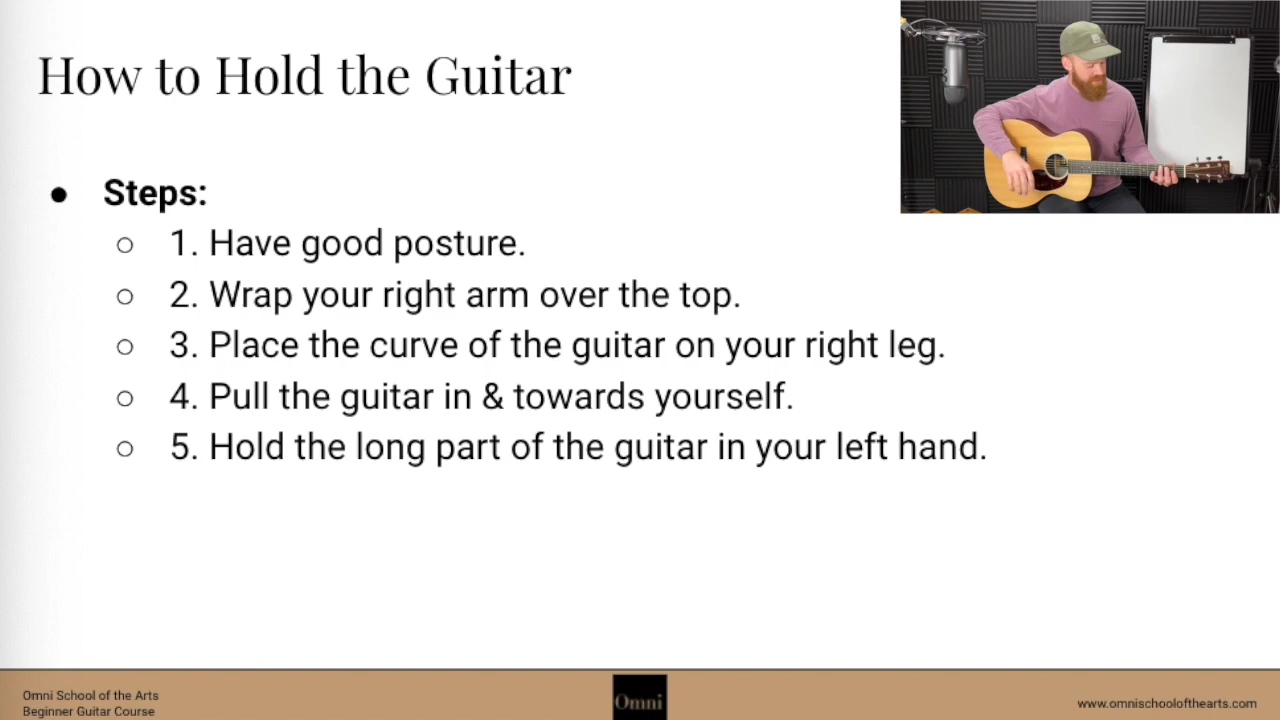 How to Hold the Guitar
● Steps:
○ 1. Have good posture.
○ 2. Wrap your right arm over the top.
○ 3. Place the curve of the guitar on your right leg.
○ 4. Pull the guitar in & towards yourself.
○ 5. Hold the long part of the guitar in your left hand.
Omni School of the Arts
Beginner Guitar Course
Omni
www.omnischoolofthearts.com